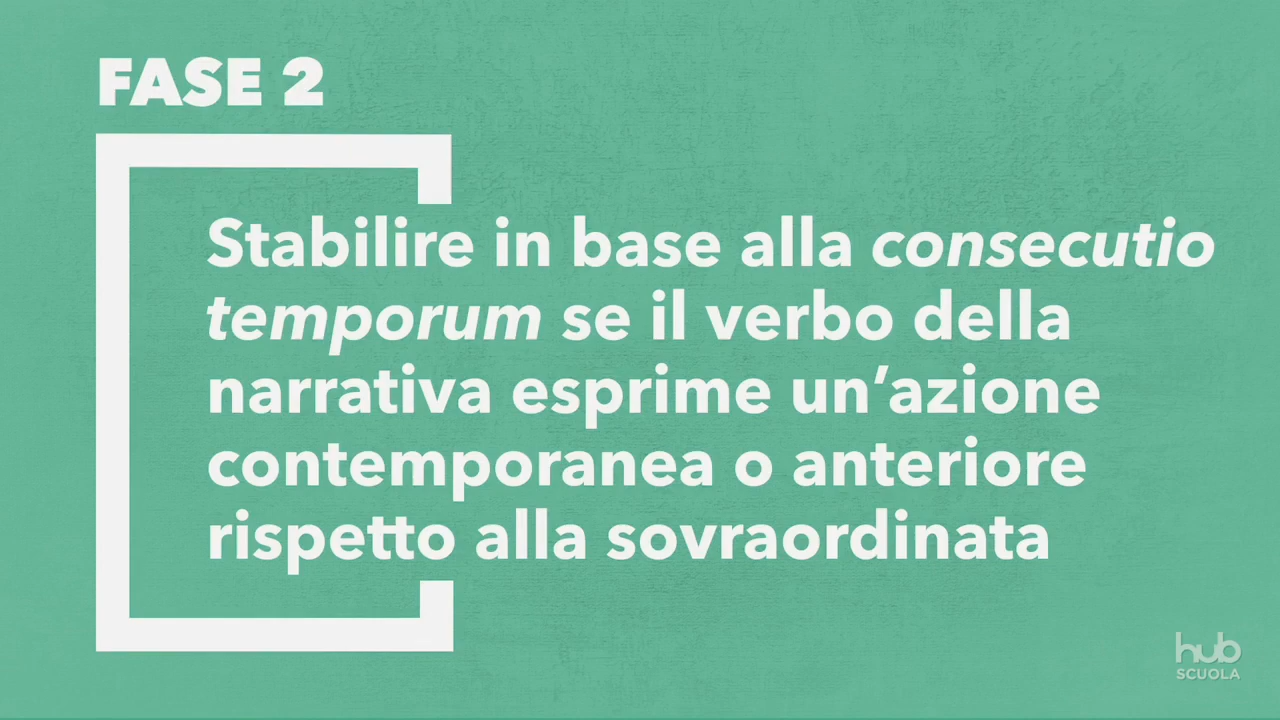 FASE 2
Stabilire in base alla consecutio
temporum se il verbo della
narrativa esprime un’azione
contemporanea o anteriore
rispetto alla sovraordinata
hub
SCUOLA